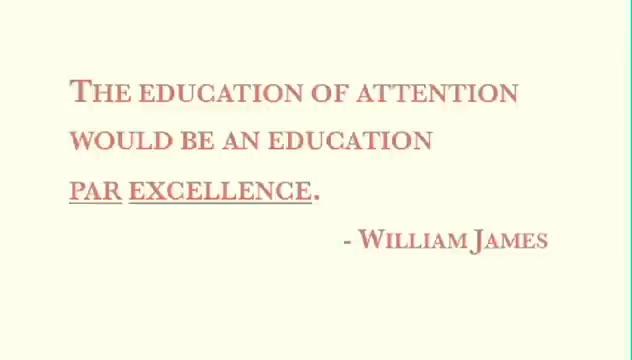 The education of attention
would be an education
par excellence.
- William James